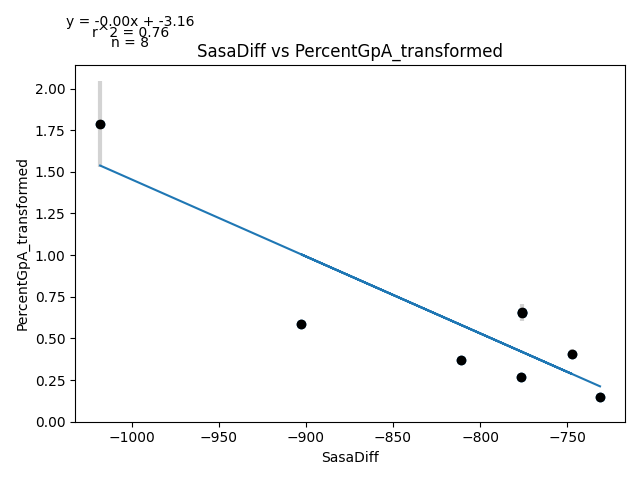 y = -0.00x + -3.16
r^2 = 0.76
n = 8
SasaDiff vs PercentGpA_transformed
2.00
1.75
1.50
1.25
1.00
0.75
0.50
0.25
0.00
PercentGpA_transformed
−1000
−950
−900
−850
−800
−750
SasaDiff